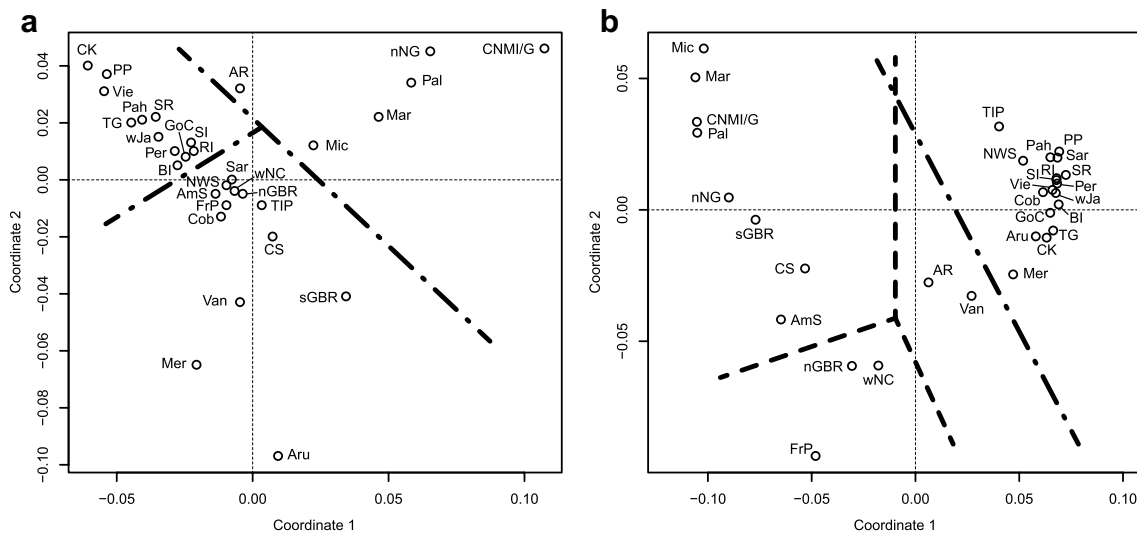 a
CK
PP
Vie
Pah
SR
TG
GoC
SI
wJa
Per
RI
BI
AR
nNG
CNMI/G
Pal
Mar
Mic
Sar
wNC
NWS
AmS
nGBR
FrP
TIP
Cob
CS
Van
sGBR
Mer
Aru
0.04
0.02
0.00
−0.02
−0.04
−0.06
−0.08
−0.10
Coordinate 2
−0.05
0.00
0.05
0.10
Coordinate 1
b
Mic
Mar
CNMI/G
Pal
nNG
sGBR
CS
AmS
nGBR
wNC
FrP
AR
Van
Mer
TIP
NWS
Pah
PP
Sar
RI
SI
SR
Vie
Per
Cob
wJa
GoC
BI
Aru
TG
CK
0.05
0.00
−0.05
Coordinate 2
−0.10
−0.05
0.00
0.05
0.10
Coordinate 1